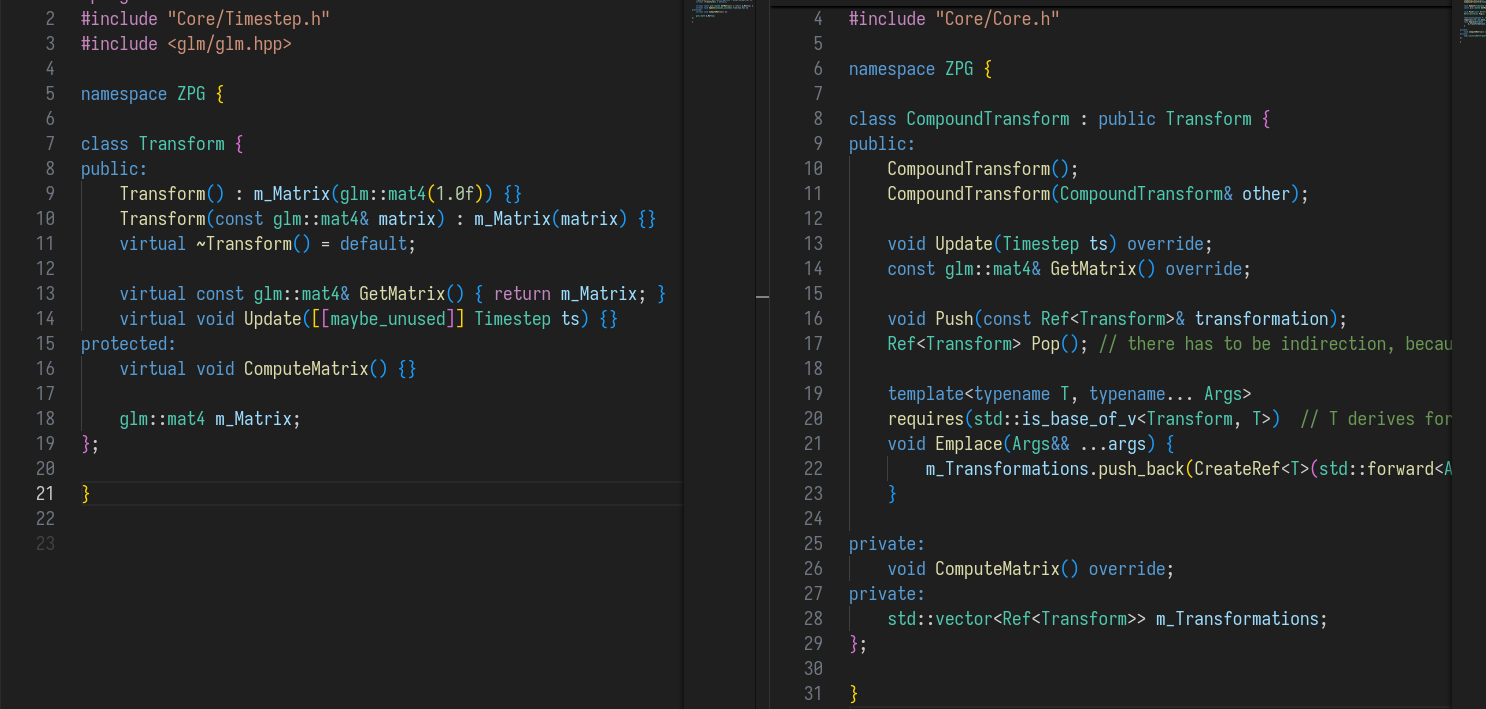 2 #include "Core/Timestep.h"
3 #include <glm/glm.hpp>
4
5 namespace ZPG {
6
7 class Transform {
8 public:
9     Transform() : m_Matrix(glm::mat4(1.0f)) {}
10     Transform(const glm::mat4& matrix) : m_Matrix(matrix) {}
11     virtual ~Transform() = default;
12
13     virtual const glm::mat4& GetMatrix() { return m_Matrix; }
14     virtual void Update([[maybe_unused]] Timestep ts) {}
15 protected:
16     virtual void ComputeMatrix() {}
17
18     glm::mat4 m_Matrix;
19 };
20
21 }
22
23
4 #include "Core/Core.h"
5
6 namespace ZPG {
7
8 class CompoundTransform : public Transform {
9 public:
10     CompoundTransform();
11     CompoundTransform(CompoundTransform& other);
12
13     void Update(Timestep ts) override;
14     const glm::mat4& GetMatrix() override;
15
16     void Push(const Ref<Transform>& transformation);
17     Ref<Transform> Pop(); // there has to be indirection, becau
18
19     template<typename T, typename... Args>
20     requires(std::is_base_of_v<Transform, T>)  // T derives for
21     void Emplace(Args&& ...args) {
22         m_Transformations.push_back(CreateRef<T>(std::forward<A
23     }
24
25 private:
26     void ComputeMatrix() override;
27 private:
28     std::vector<Ref<Transform>> m_Transformations;
29 };
30
31 }